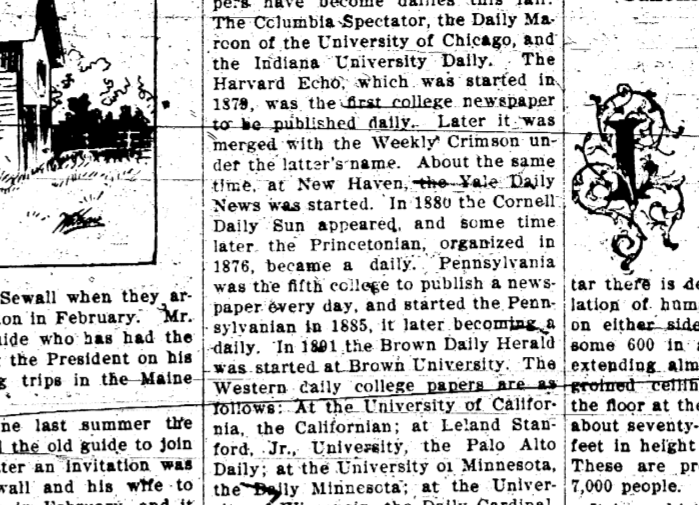 Sewall when they ar-
on in February. Mr.
uide who has had the
the President on his
trips in the Maine
ne last summer the
the old guide to join
ter an invitation was
wall and his wife to
pers have become dailies this fall.
The Columbia Spectator, the Daily Ma-
roon of the University of Chicago, and
the Indiana University Daily. The
Harvard Echo, which was started in
1879, was the first college newspaper
to be published daily. Later it was
merged with the Weekly Crimson un-
der the latter's name. About the same
time, at New Haven, the Yale Daily
News was started. In 1880 the Cornell
Daily Sun appeared, and some time
later the Princetonian, organized in
1876, became a daily. Pennsylvania
was the fifth college to publish a news-
paper every day, and started the Penn-
sylvanian in 1885, it later becoming a
daily. In 1891 the Brown Daily Herald
was started at Brown University. The
Western daily college papers are as
follows: At the University of Califor-
nia, the Californian; at Leland Stan-
ford, Jr., University, the Palo Alto
Daily; at the University of Minnesota,
the Daily Minnesota; at the Univer-
tar there is de
lation of hum
on either side
some 600 in
extending alm
groined ceilin
the floor at the
about seventy-
feet in height
These are pr
7,000 people.